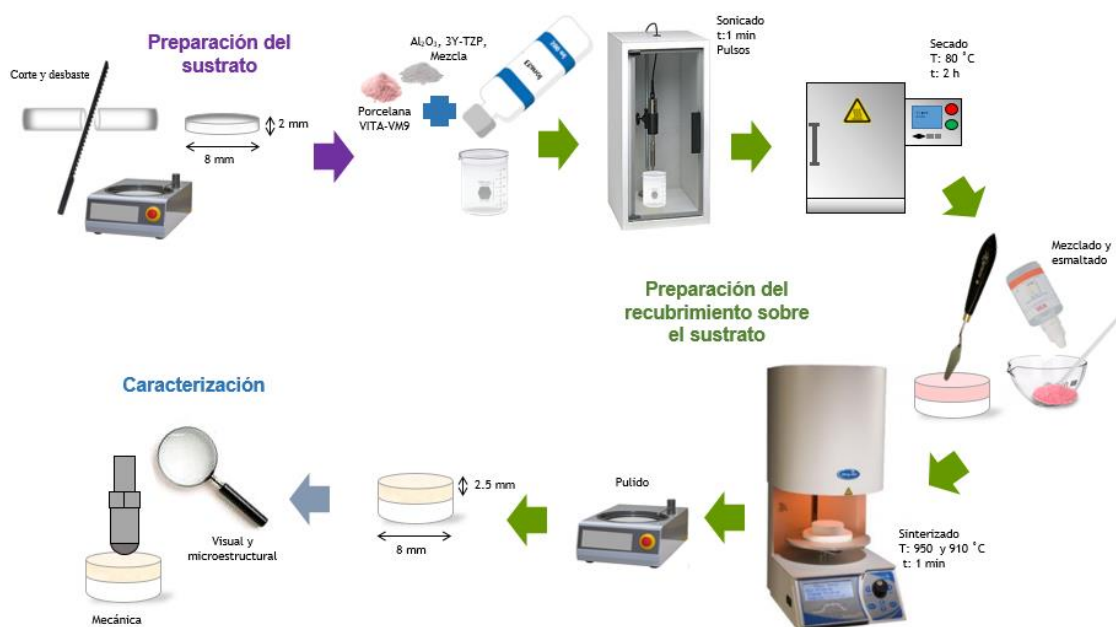 Preparación del
sustrato
Corte y desbaste
2 mm
8 mm
Al₂O₃, 3Y-TZP,
Mezcla
Porcelana
VITA-VM9
Sonicado
t:1 min
Pulsos
Secado
T: 80 °C
t: 2 h
Mezclado y
esmaltado
Preparación del
recubrimiento sobre
el sustrato
Sinterizado
T: 950 y 910 °C
t: 1 min
Pulido
2.5 mm
8 mm
Caracterización
Visual y
microestructural
Mecánica